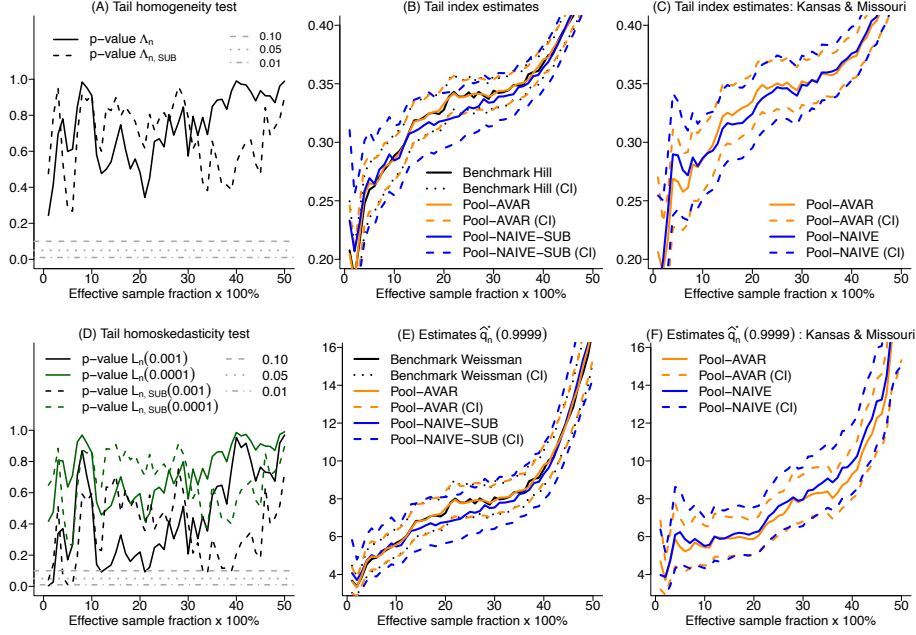 (A) Tail homogeneity test
p−value Λn
p−value Λn, SUB
0.10
0.05
0.01
1.0
0.8
0.6
0.4
0.2
0.0
0 10 20 30 40 50
Effective sample fraction x 100%
(B) Tail index estimates
0.40
0.35
0.30
0.25
0.20
Benchmark Hill
Benchmark Hill (CI)
Pool−AVAR
Pool−AVAR (CI)
Pool−NAIVE−SUB
Pool−NAIVE−SUB (CI)
0 10 20 30 40 50
Effective sample fraction x 100%
(C) Tail index estimates: Kansas & Missouri
0.40
0.35
0.30
0.25
0.20
Pool−AVAR
Pool−AVAR (CI)
Pool−NAIVE
Pool−NAIVE (CI)
0 10 20 30 40 50
Effective sample fraction x 100%
(D) Tail homoskedasticity test
p−value Ln(0.001)
p−value Ln(0.0001)
p−value Ln, SUB(0.001)
p−value Ln, SUB(0.0001)
0.10
0.05
0.01
1.0
0.8
0.6
0.4
0.2
0.0
0 10 20 30 40 50
Effective sample fraction x 100%
(E) Estimates q̂*n (0.9999)
16
14
12
10
8
6
4
Benchmark Weissman
Benchmark Weissman (CI)
Pool−AVAR
Pool−AVAR (CI)
Pool−NAIVE−SUB
Pool−NAIVE−SUB (CI)
0 10 20 30 40 50
Effective sample fraction x 100%
(F) Estimates q̂*n (0.9999) : Kansas & Missouri
16
14
12
10
8
6
4
Pool−AVAR
Pool−AVAR (CI)
Pool−NAIVE
Pool−NAIVE (CI)
0 10 20 30 40 50
Effective sample fraction x 100%